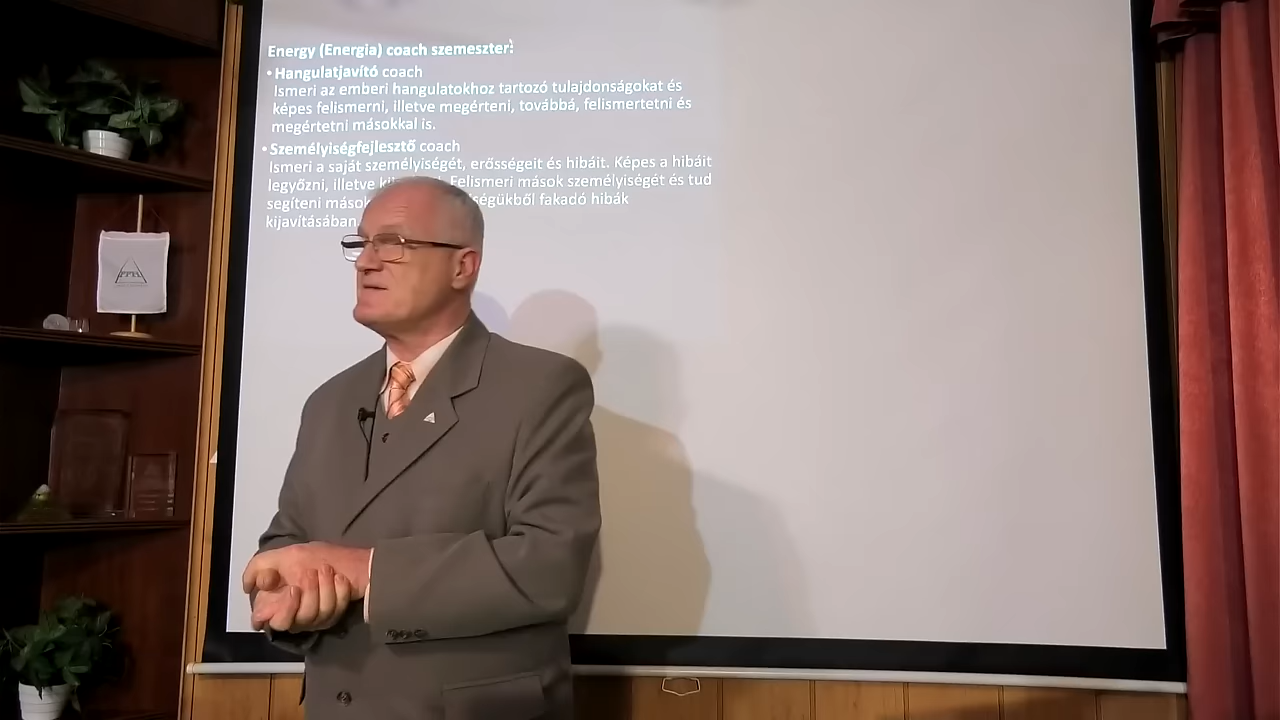 Energy (Energia) coach szemeszter:
• Hangulatjavító coach
Ismeri az emberi hangulatokhoz tartozó tulajdonságokat és
képes felismerni, illetve megérteni, továbbá, felismertetni és
megértetni másokkal is.
• Személyiségfejlesztő coach
Ismeri a saját személyiségét, erősségeit és hibáit. Képes a hibáit
legyőzni, illetve Felismeri mások személyiségét és tud
segíteni fakadó hibák
kijavításában.